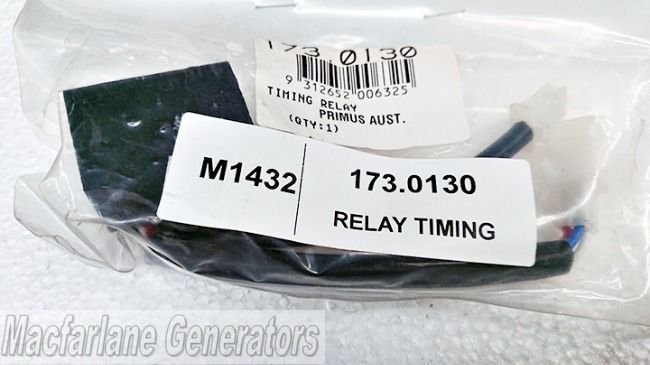 173.0130
9 312652 006325
TIMING RELAY
PRIMUS AUST.
(QTY:1)
M1432
173.0130
RELAY TIMING
Macfarlane Generators